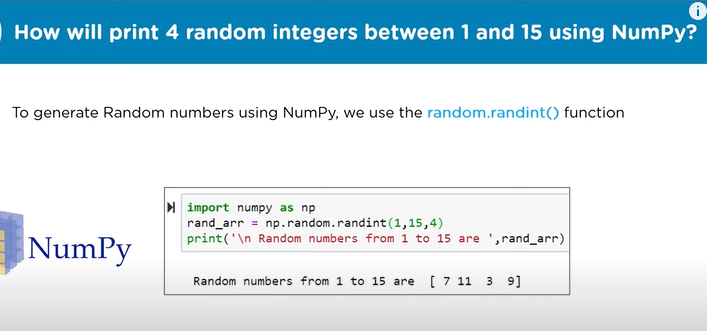 How will print 4 random integers between 1 and 15 using NumPy?
To generate Random numbers using NumPy, we use the random.randint() function
import numpy as np
rand_arr = np.random.randint(1,15,4)
print('\n Random numbers from 1 to 15 are ',rand_arr)
Random numbers from 1 to 15 are  [ 7 11  3  9]
NumPy